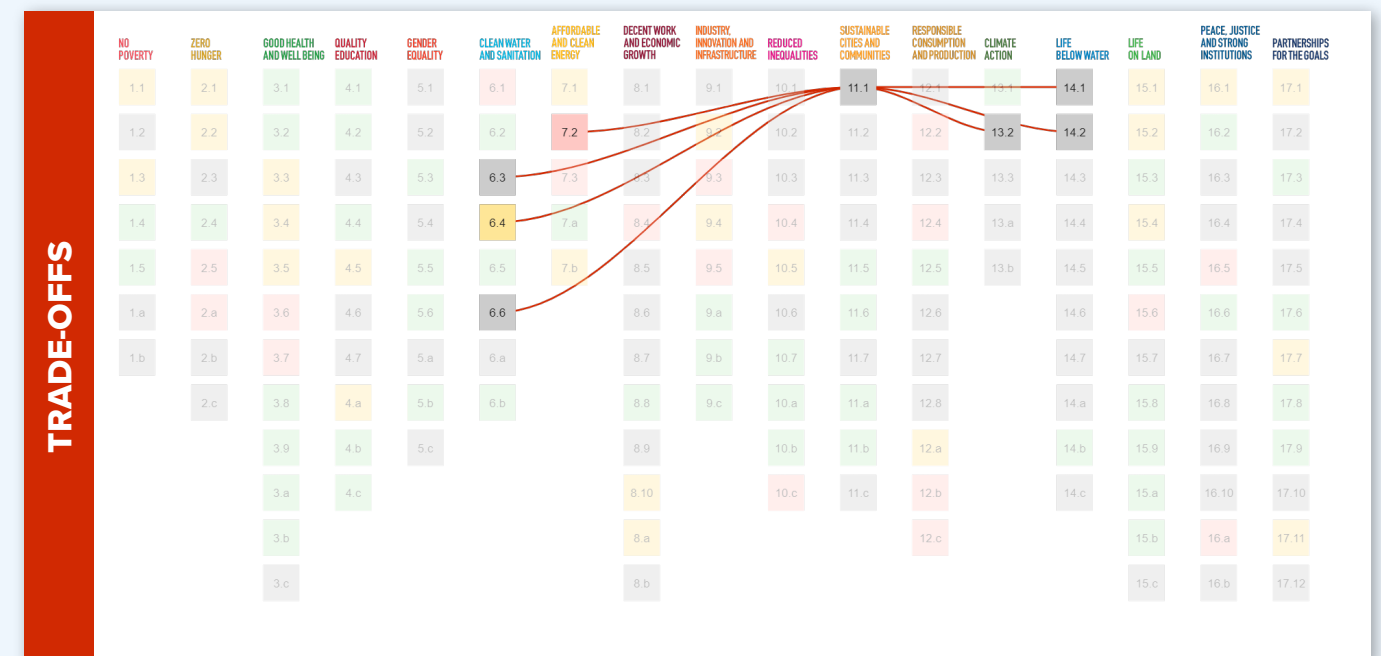 TRADE-OFFS
NO
POVERTY
ZERO
HUNGER
GOOD HEALTH
AND WELL BEING
QUALITY
EDUCATION
GENDER
EQUALITY
CLEAN WATER
AND SANITATION
AFFORDABLE
AND CLEAN
ENERGY
DECENT WORK
AND ECONOMIC
GROWTH
INDUSTRY,
INNOVATION AND
INFRASTRUCTURE
REDUCED
INEQUALITIES
SUSTAINABLE
CITIES AND
COMMUNITIES
RESPONSIBLE
CONSUMPTION
AND PRODUCTION
CLIMATE
ACTION
LIFE
BELOW WATER
LIFE
ON LAND
PEACE, JUSTICE
AND STRONG
INSTITUTIONS
PARTNERSHIPS
FOR THE GOALS
1.1 2.1 3.1 4.1 5.1 6.1 7.1 8.1 9.1 10.1 11.1 12.1 13.1 14.1 15.1 16.1 17.1
1.2 2.2 3.2 4.2 5.2 6.2 7.2 8.2 9.2 10.2 11.2 12.2 13.2 14.2 15.2 16.2 17.2
1.3 2.3 3.3 4.3 5.3 6.3 7.3 8.3 9.3 10.3 11.3 12.3 13.3 14.3 15.3 16.3 17.3
1.4 2.4 3.4 4.4 5.4 6.4 7.a 8.4 9.4 10.4 11.4 12.4 13.a 14.4 15.4 16.4 17.4
1.5 2.5 3.5 4.5 5.5 6.5 7.b 8.5 9.5 10.5 11.5 12.5 13.b 14.5 15.5 16.5 17.5
1.a 2.a 3.6 4.6 5.6 6.6 8.6 9.a 10.6 11.6 12.6 14.6 15.6 16.6 17.6
1.b 2.b 3.7 4.7 5.a 6.a 8.7 9.b 10.7 11.7 12.7 14.7 15.7 16.7 17.7
2.c 3.8 4.a 5.b 6.b 8.8 9.c 10.a 11.a 12.8 14.a 15.8 16.8 17.8
3.9 4.b 5.c 8.9 10.b 11.b 12.a 14.b 15.9 16.9 17.9
3.a 4.c 8.10 10.c 11.c 12.b 14.c 15.a 16.10 17.10
3.b 8.a 12.c 15.b 16.a 17.11
3.c 8.b 15.c 16.b 17.12